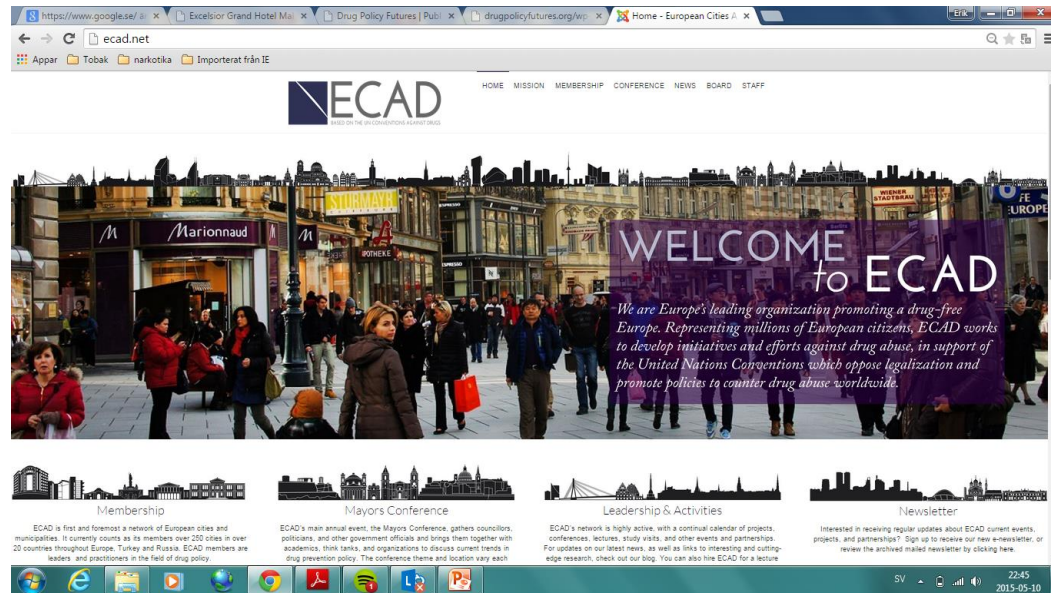 https://www.google.se/
Excelsior Grand Hotel Ma
Drug Policy Futures | Publ
drugpolicyfutures.org/wp
Home - European Cities A
Erik
ecad.net
Appar
Tobak
narkotika
Importerat från IE
ECAD
BASED ON THE UN CONVENTIONS AGAINST DRUGS
HOME MISSION MEMBERSHIP CONFERENCE NEWS BOARD STAFF
STURMAYR
WIENER
STADTBRÄU
EUROPE
M Marionnaud M
APOTHEKE
ESPRESSO
WELCOME
to ECAD
We are Europe's leading organization promoting a drug-free
Europe. Representing millions of European citizens, ECAD works
to develop initiatives and efforts against drug abuse, in support of
the United Nations Conventions which oppose legalization and
promote policies to counter drug abuse worldwide.
Membership
ECAD is first and foremost a network of European cities and
municipalities. It currently counts as its members over 250 cities in over
20 countries throughout Europe, Turkey and Russia. ECAD members are
leaders and practitioners in the field of drug policy.
Mayors Conference
ECAD's main annual event, the Mayors Conference, gathers councillors,
politicians, and other government officials and brings them together with
academics, think tanks, and organizations to discuss current trends in
drug prevention policy. The conference theme and location vary each
Leadership & Activities
ECAD's network is highly active, with a continual calendar of projects,
conferences, lectures, study visits, and other events and partnerships.
For updates on our latest news, as well as links to interesting and cutting-
edge research, check out our blog. You can also hire ECAD for a lecture
Newsletter
Interested in receiving regular updates about ECAD current events,
projects, and partnerships? Sign up to receive our new e-newsletter, or
review the archived mailed newsletter by clicking here.
SV
22:45
2015-05-10